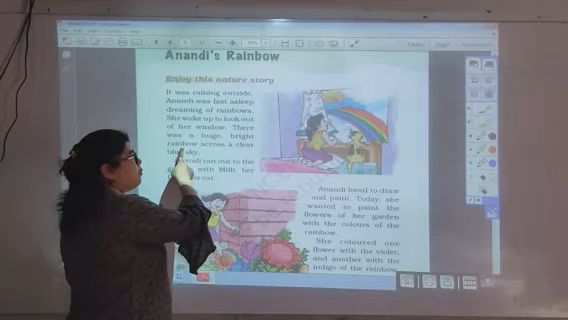 Anandi's Rainbow
Enjoy this nature story
It was raining outside.
Anandi was fast asleep
dreaming of rainbows.
She woke up to look out
of her window. There
was a huge, bright
rainbow across a clear
sky.
ran out to the
with Milli, her
cat.
Anandi loved to draw
and paint. Today, she
wanted to paint the
flowers of her garden
with the colours of the
rainbow.
She coloured one
flower with the violet,
and another with the
indigo of the rainbow